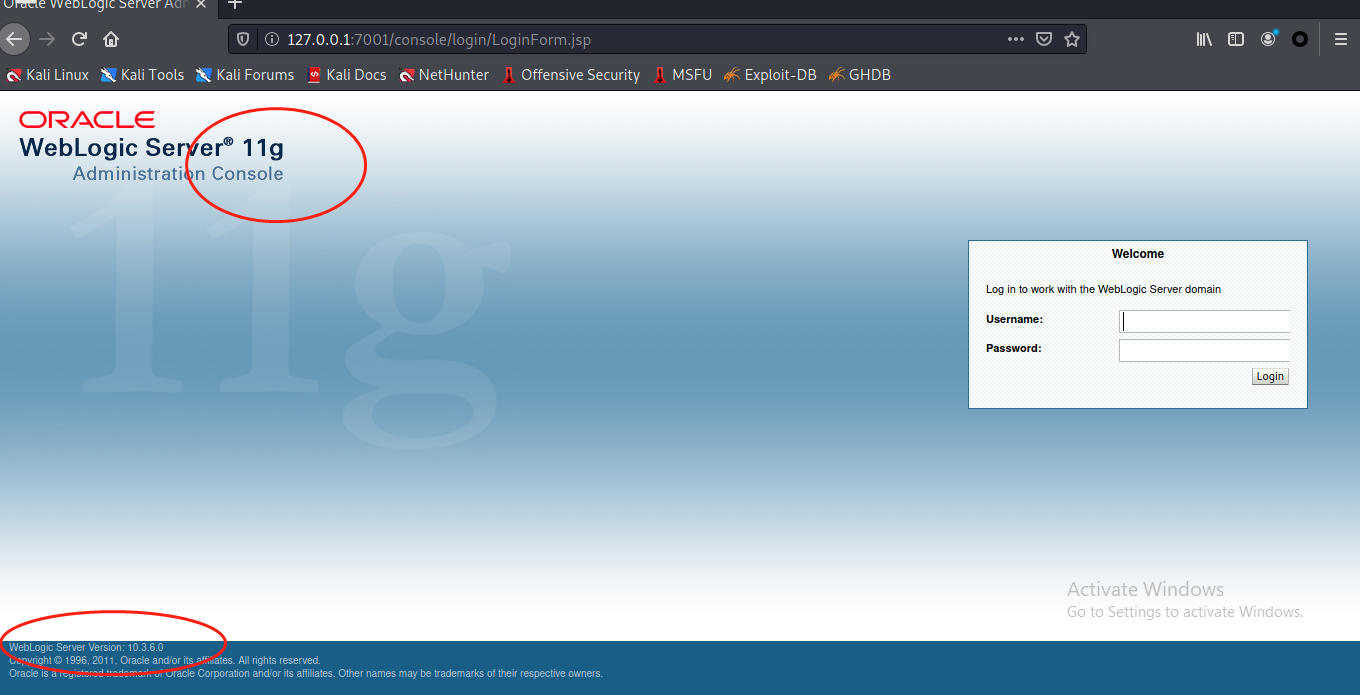 Oracle WebLogic Server Adm
127.0.0.1:7001/console/login/LoginForm.jsp
Kali Linux Kali Tools Kali Forums Kali Docs NetHunter Offensive Security MSFU Exploit-DB GHDB
ORACLE
WebLogic Server® 11g
Administration Console
11g
Welcome
Log in to work with the WebLogic Server domain
Username:
Password:
Login
Activate Windows
Go to Settings to activate Windows.
WebLogic Server Version: 10.3.6.0
Copyright © 1996, 2011, Oracle and/or its affiliates. All rights reserved.
Oracle is a registered trademark of Oracle Corporation and/or its affiliates. Other names may be trademarks of their respective owners.